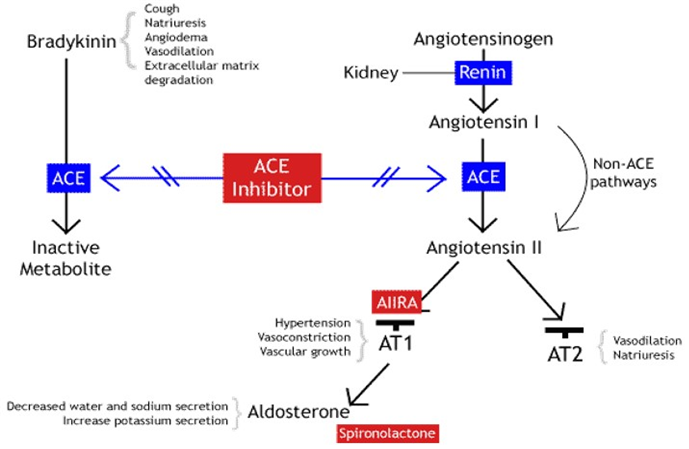 Bradykinin
Cough
Natriuresis
Angiodema
Vasodilation
Extracellular matrix
degradation
Angiotensinogen
Kidney
Renin
Angiotensin I
ACE
ACE
Inhibitor
ACE
Non-ACE
pathways
Inactive
Metabolite
Angiotensin II
AIIRA
Hypertension
Vasoconstriction
Vascular growth
AT1
AT2
Vasodilation
Natriuresis
Decreased water and sodium secretion
Increase potassium secretion
Aldosterone
Spironolactone